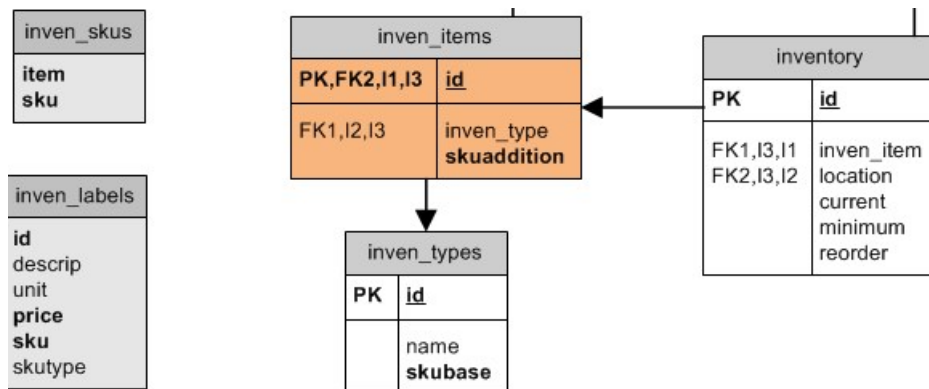 inven_skus
item
sku
inven_labels
id
descrip
unit
price
sku
skutype
inven_items
PK,FK2,I1,I3 id
FK1,I2,I3 inven_type
skuaddition
inven_types
PK id
name
skubase
inventory
PK id
FK1,I3,I1 inven_item
FK2,I3,I2 location
current
minimum
reorder